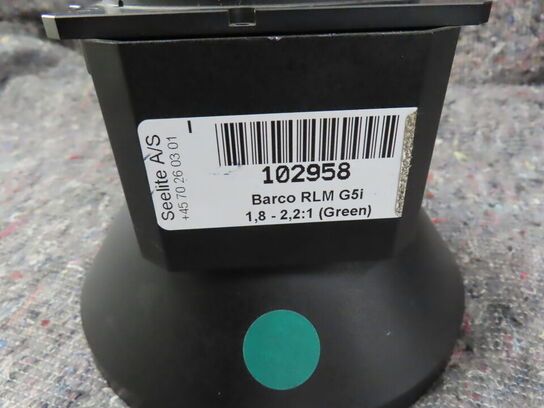 Seelite A/S
+45 70 26 03 01
102958
Barco RLM G5i
1,8 - 2,2:1 (Green)